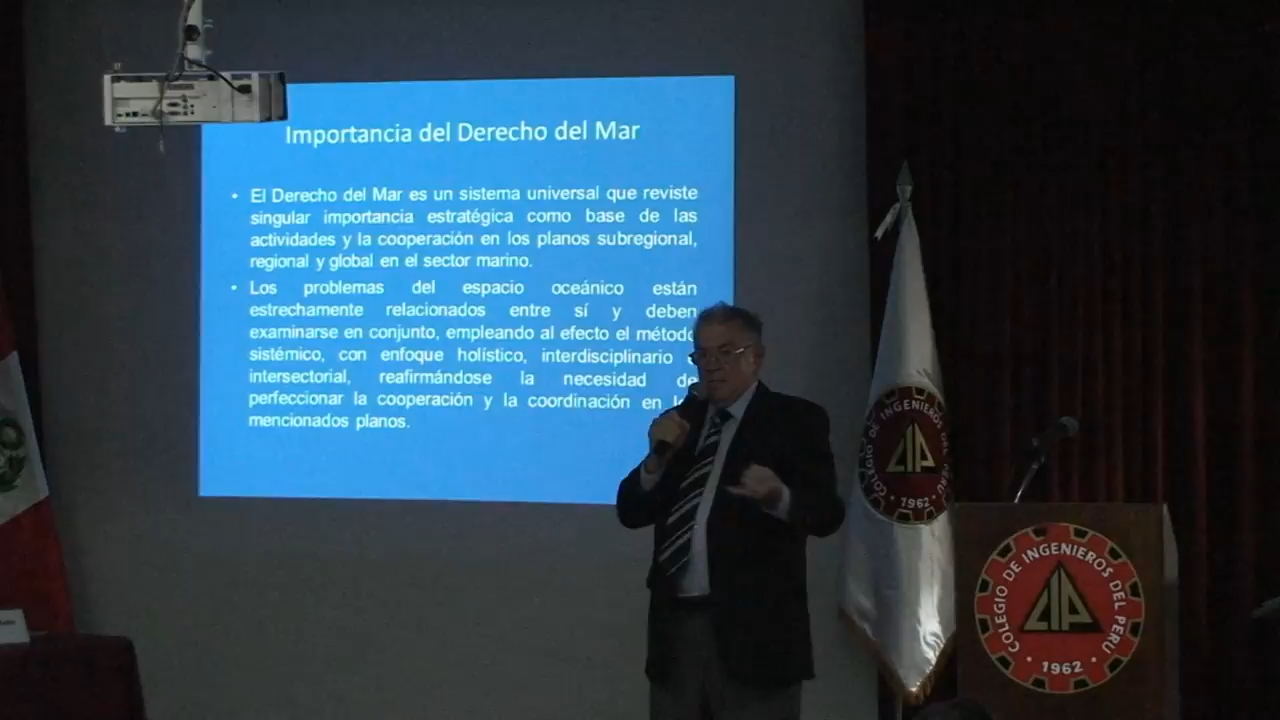 Importancia del Derecho del Mar
• El Derecho del Mar es un sistema universal que reviste
singular importancia estratégica como base de las
actividades y la cooperación en los planos subregional,
regional y global en el sector marino.
• Los problemas del espacio oceánico están
estrechamente relacionados entre sí y deben
examinarse en conjunto, empleando al efecto el método
sistémico, con enfoque holístico, interdisciplinario
intersectorial, reafirmándose la necesidad de
perfeccionar la cooperación y la coordinación en
mencionados planos.
COLEGIO DE INGENIEROS DEL PERU
CIP
• 1962 •
COLEGIO DE INGENIEROS DEL PERU
CIP
• 1962 •